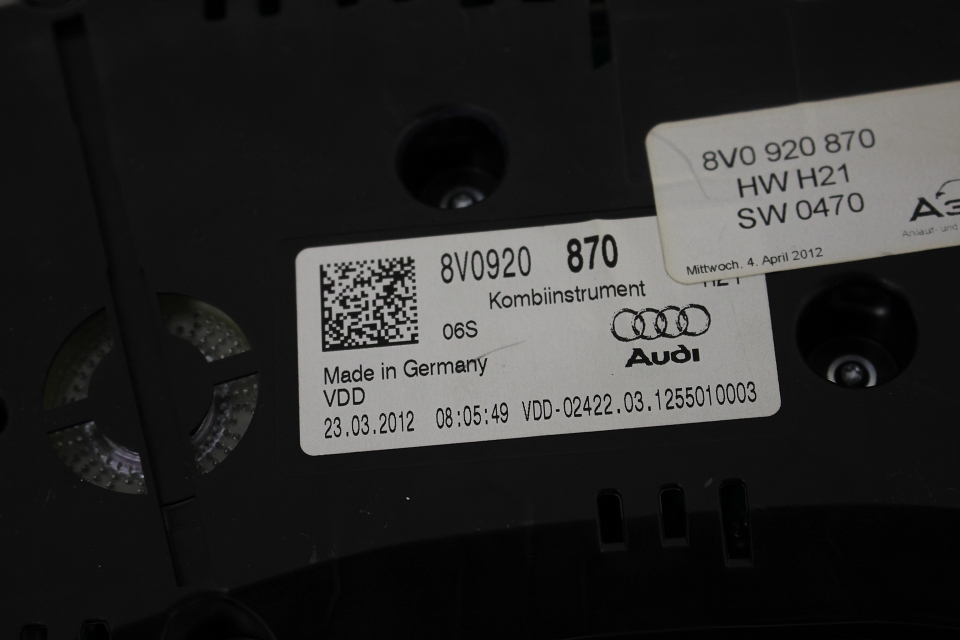 8V0 920 870
HW H21
SW 0470
Mittwoch, 4. April 2012
8V0920 870
Kombiinstrument
06S
Audi
Made in Germany
VDD
23.03.2012 08:05:49 VDD-02422.03.1255010003